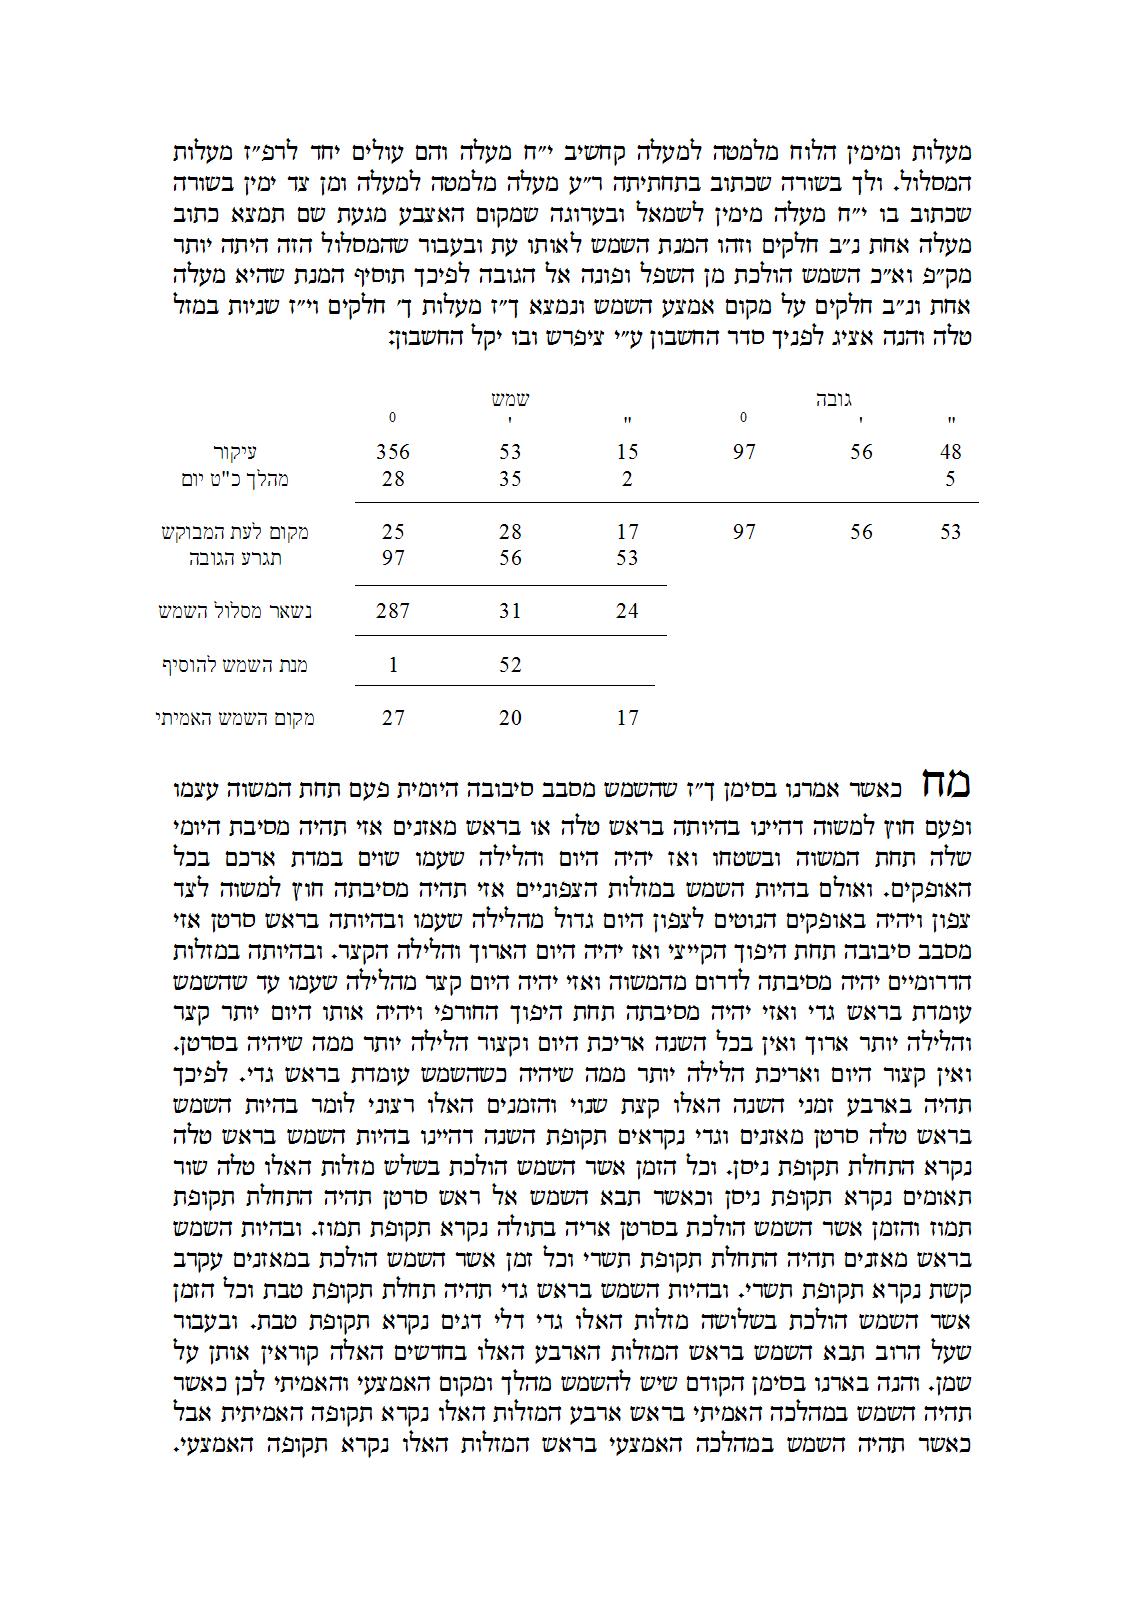 מעלות ומימין הלוח מלמטה למעלה קחשיב י״ח מעלה והם עולים יחד לרפ״ז מעלות
המסלול. ולך בשורה שכתוב בתחתיתה ר״ע מעלה מלמטה למעלה ומן צד ימין בשורה
שכתוב בו י״ח מעלה מימין לשמאל ובערוגה שמקום האצבע מגעת שם תמצא כתוב
מעלה אחת נ״ב חלקים וזהו המנת השמש לאותו עת ובעבור שהמסלול הזה היתה יותר
מק״פ וא״כ השמש הולכת מן השפל ופונה אל הגובה לפיכך תוסיף המנת שהיא מעלה
אחת ונ״ב חלקים על מקום אמצע השמש ונמצא ך״ז מעלות ך׳ חלקים וי״ז שניות במזל
טלה והנה אציג לפניך סדר החשבון ע״י ציפרש ובו יקל החשבון:
גובה שמש
" ' 0 " ' 0
48 56 97 15 53 356 עיקור
5 2 35 28 מהלך כ"ט יום
53 56 97 17 28 25 מקום לעת המבוקש
53 56 97 תגרע הגובה
24 31 287 נשאר מסלול השמש
52 1 מנת השמש להוסיף
17 20 27 מקום השמש האמיתי
מח כאשר אמרנו בסימן ך״ז שהשמש מסבב סיבובה היומית פעם תחת המשוה עצמו
ופעם חוץ למשוה דהיינו בהיותה בראש טלה או בראש מאזנים אזי תהיה מסיבת היומי
שלה תחת המשוה ובשטחו ואז יהיה היום והלילה שעמו שוים במדת ארכם בכל
האופקים. ואולם בהיות השמש במזלות הצפוניים אזי תהיה מסיבתה חוץ למשוה לצד
צפון ויהיה באופקים הנוטים לצפון היום גדול מהלילה שעמו ובהיותה בראש סרטן אזי
מסבב סיבובה תחת היפוך הקייצי ואז יהיה היום הארוך והלילה הקצר. ובהיותה במזלות
הדרומיים יהיה מסיבתה לדרום מהמשוה ואזי יהיה היום קצר מהלילה שעמו עד שהשמש
עומדת בראש גדי ואזי יהיה מסיבתה תחת היפוך החורפי ויהיה אותו היום יותר קצר
והלילה יותר ארוך ואין בכל השנה אריכת היום וקצור הלילה יותר ממה שיהיה בסרטן.
ואין קצור היום ואריכת הלילה יותר ממה שיהיה כשהשמש עומדת בראש גדי. לפיכך
תהיה בארבע זמני השנה האלו קצת שנוי והזמנים האלו רצוני לומר בהיות השמש
בראש טלה סרטן מאזנים וגדי נקראים תקופת השנה דהיינו בהיות השמש בראש טלה
נקרא התחלת תקופת ניסן. וכל הזמן אשר השמש הולכת בשלש מזלות האלו טלה שור
תאומים נקרא תקופת ניסן וכאשר תבא השמש אל ראש סרטן תהיה התחלת תקופת
תמוז והזמן אשר השמש הולכת בסרטן אריה בתולה נקרא תקופת תמוז. ובהיות השמש
בראש מאזנים תהיה התחלת תקופת תשרי וכל זמן אשר השמש הולכת במאזנים עקרב
קשת נקרא תקופת תשרי. ובהיות השמש בראש גדי תהיה תחלת תקופת טבת וכל הזמן
אשר השמש הולכת בשלושה מזלות האלו גדי דלי דגים נקרא תקופת טבת. ובעבור
שעל הרוב תבא השמש בראש המזלות הארבע האלו בחדשים האלה קוראין אותן על
שמן. והנה בארנו בסימן הקודם שיש להשמש מהלך ומקום האמצעי והאמיתי לכן כאשר
תהיה השמש במהלכה האמיתי בראש ארבע המזלות האלו נקרא תקופה האמיתית אבל
כאשר תהיה השמש במהלכה האמצעי בראש המזלות האלו נקרא תקופה האמצעי.